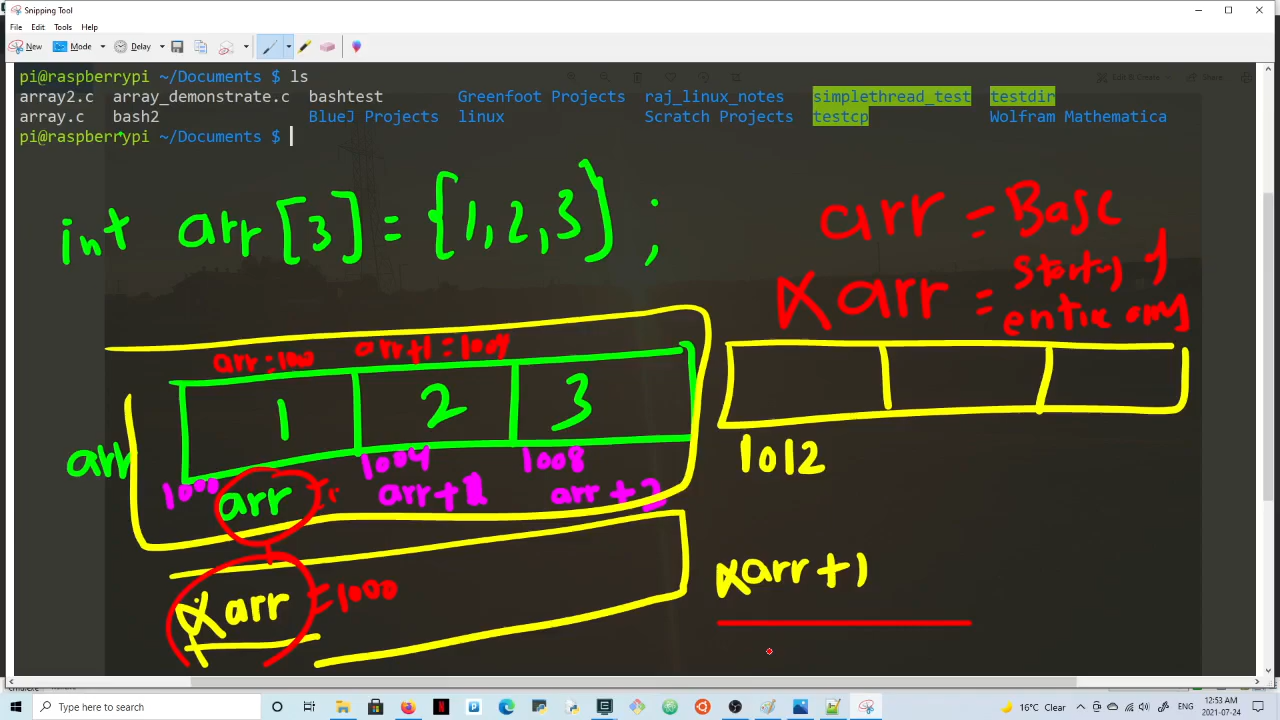 Snipping Tool
File Edit Tools Help
New Mode Delay
pi@raspberrypi ~/Documents $ ls
array2.c array_demonstrate.c bashtest Greenfoot Projects raj_linux_notes simplethread_test testdir
array.c bash2 BlueJ Projects linux Scratch Projects testcp Wolfram Mathematica
pi@raspberrypi ~/Documents $
Edit & Create Share
int arr[3] = {1,2,3} ;
arr = Base
&arr = starting of
entire array
arr+1 = 1004
1 2 3
arr
1000 1004 1008
arr arr+1 arr+2
1012
&arr = 1000
&arr+1
Type here to search
16°C Clear ENG
12:53 AM
2021-07-24